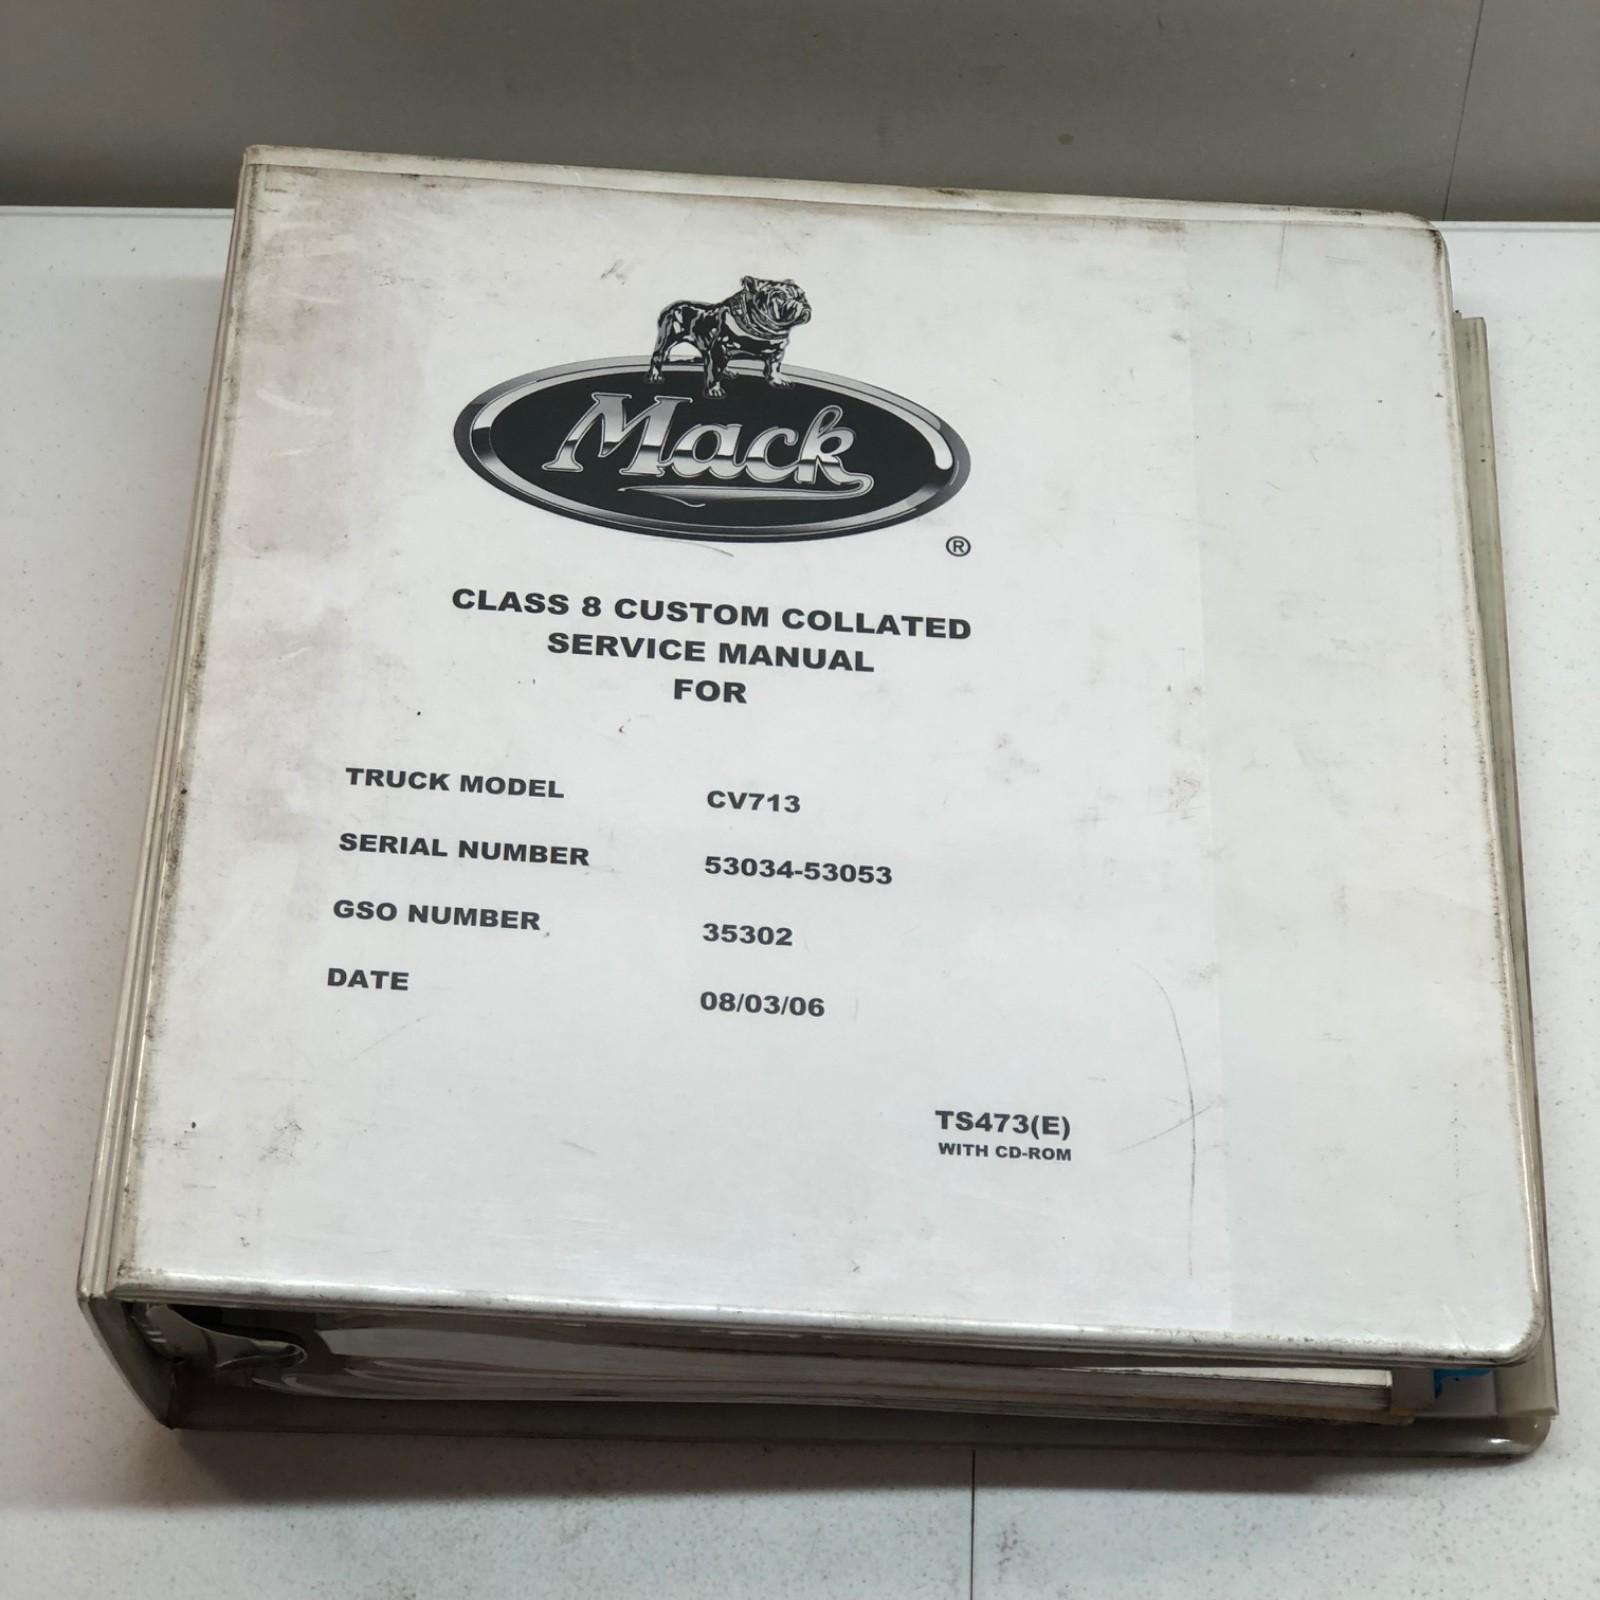 Mack
®
CLASS 8 CUSTOM COLLATED
SERVICE MANUAL
FOR
TRUCK MODEL CV713
SERIAL NUMBER 53034-53053
GSO NUMBER 35302
DATE 08/03/06
TS473(E)
WITH CD-ROM